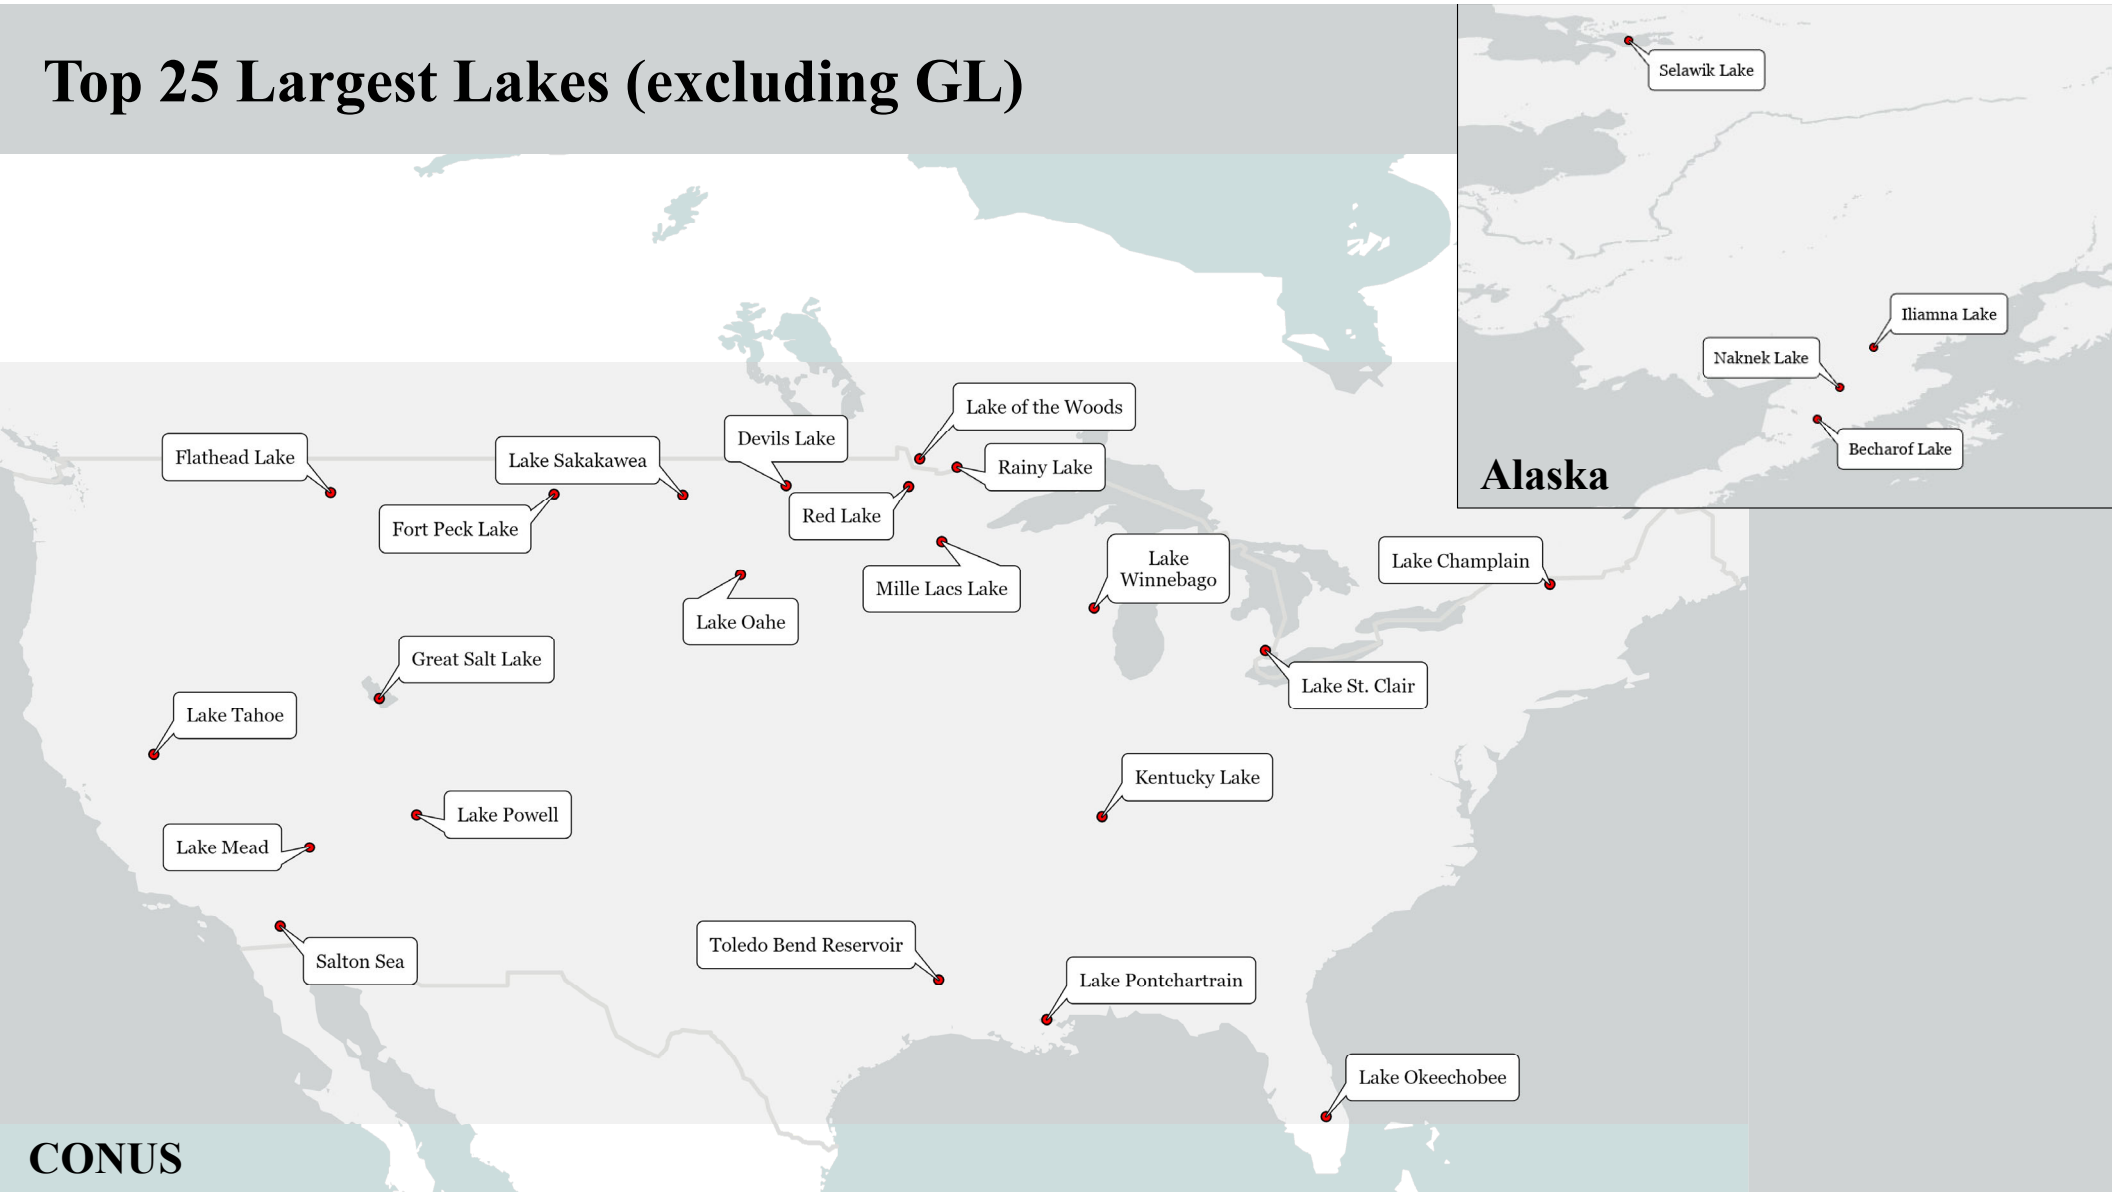 Top 25 Largest Lakes (excluding GL)
Selawik Lake
Iliamna Lake
Naknek Lake
Becharof Lake
Alaska
Lake of the Woods
Devils Lake
Flathead Lake
Lake Sakakawea
Rainy Lake
Red Lake
Fort Peck Lake
Lake
Winnebago
Lake Champlain
Mille Lacs Lake
Lake Oahe
Great Salt Lake
Lake St. Clair
Lake Tahoe
Kentucky Lake
Lake Powell
Lake Mead
Toledo Bend Reservoir
Salton Sea
Lake Pontchartrain
Lake Okeechobee
CONUS